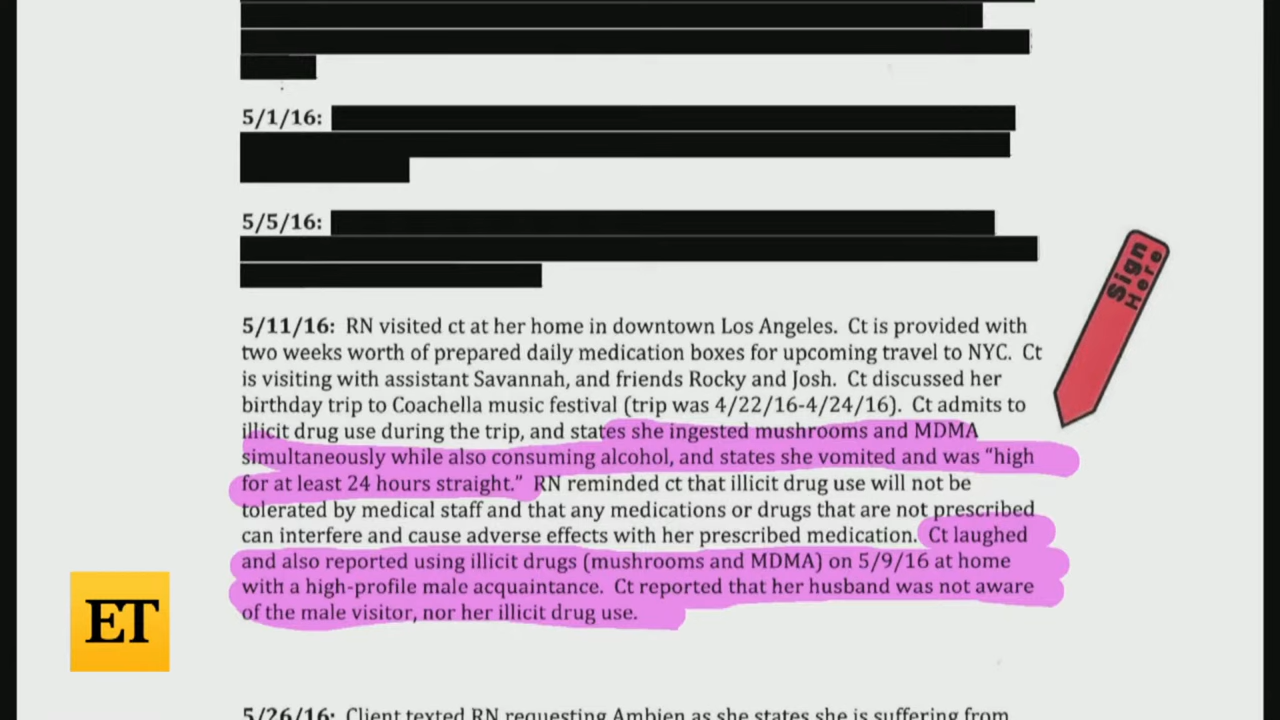 5/1/16:
5/5/16:
Sign
Here
5/11/16: RN visited ct at her home in downtown Los Angeles. Ct is provided with
two weeks worth of prepared daily medication boxes for upcoming travel to NYC. Ct
is visiting with assistant Savannah, and friends Rocky and Josh. Ct discussed her
birthday trip to Coachella music festival (trip was 4/22/16-4/24/16). Ct admits to
illicit drug use during the trip, and states she ingested mushrooms and MDMA
simultaneously while also consuming alcohol, and states she vomited and was “high
for at least 24 hours straight.” RN reminded ct that illicit drug use will not be
tolerated by medical staff and that any medications or drugs that are not prescribed
can interfere and cause adverse effects with her prescribed medication. Ct laughed
and also reported using illicit drugs (mushrooms and MDMA) on 5/9/16 at home
with a high-profile male acquaintance. Ct reported that her husband was not aware
of the male visitor, nor her illicit drug use.
ET
5/26/16: Client texted RN requesting Ambien as she states she is suffering from